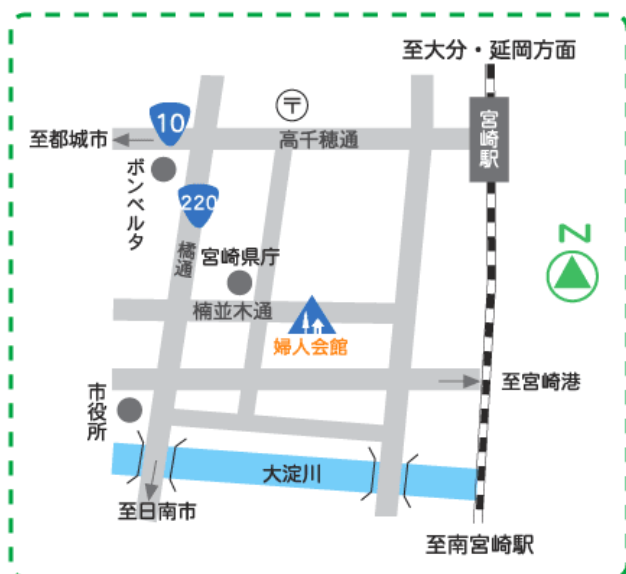 至大分・延岡方面
〒
10
高千穂通
宮崎駅
至都城市
ボンベルタ
220
橘通
宮崎県庁
N
楠並木通
婦人会館
至宮崎港
市役所
大淀川
至日南市
至南宮崎駅